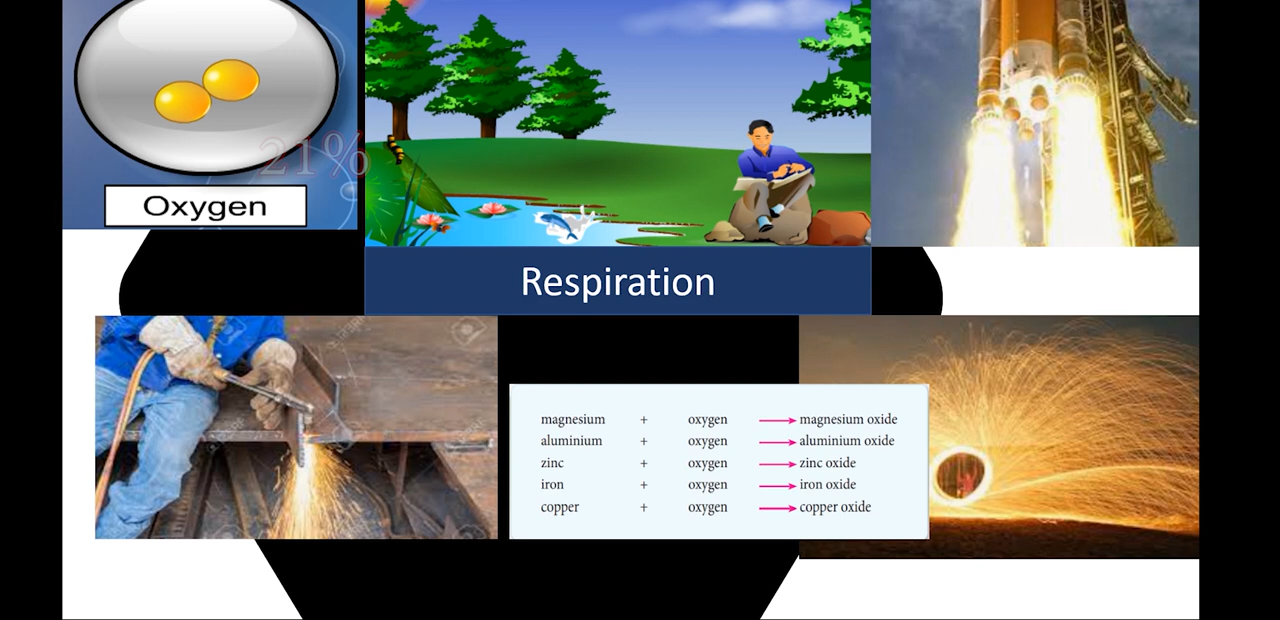 21%
Oxygen
Respiration
magnesium + oxygen → magnesium oxide
aluminium + oxygen → aluminium oxide
zinc + oxygen → zinc oxide
iron + oxygen → iron oxide
copper + oxygen → copper oxide